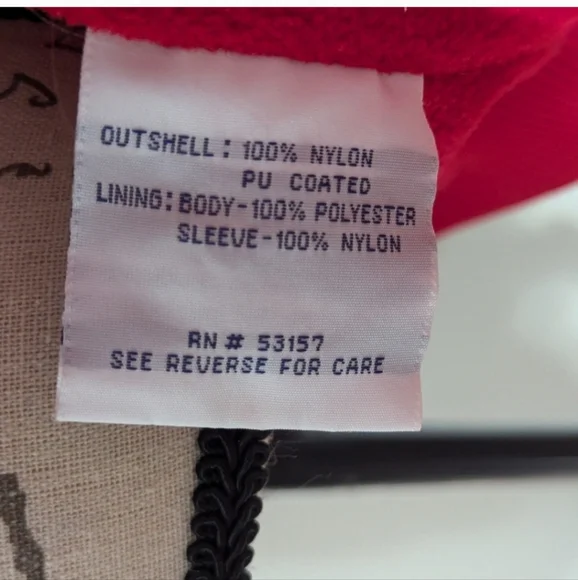 OUTSHELL: 100% NYLON
PU COATED
LINING: BODY-100% POLYESTER
SLEEVE-100% NYLON
RN # 53157
SEE REVERSE FOR CARE